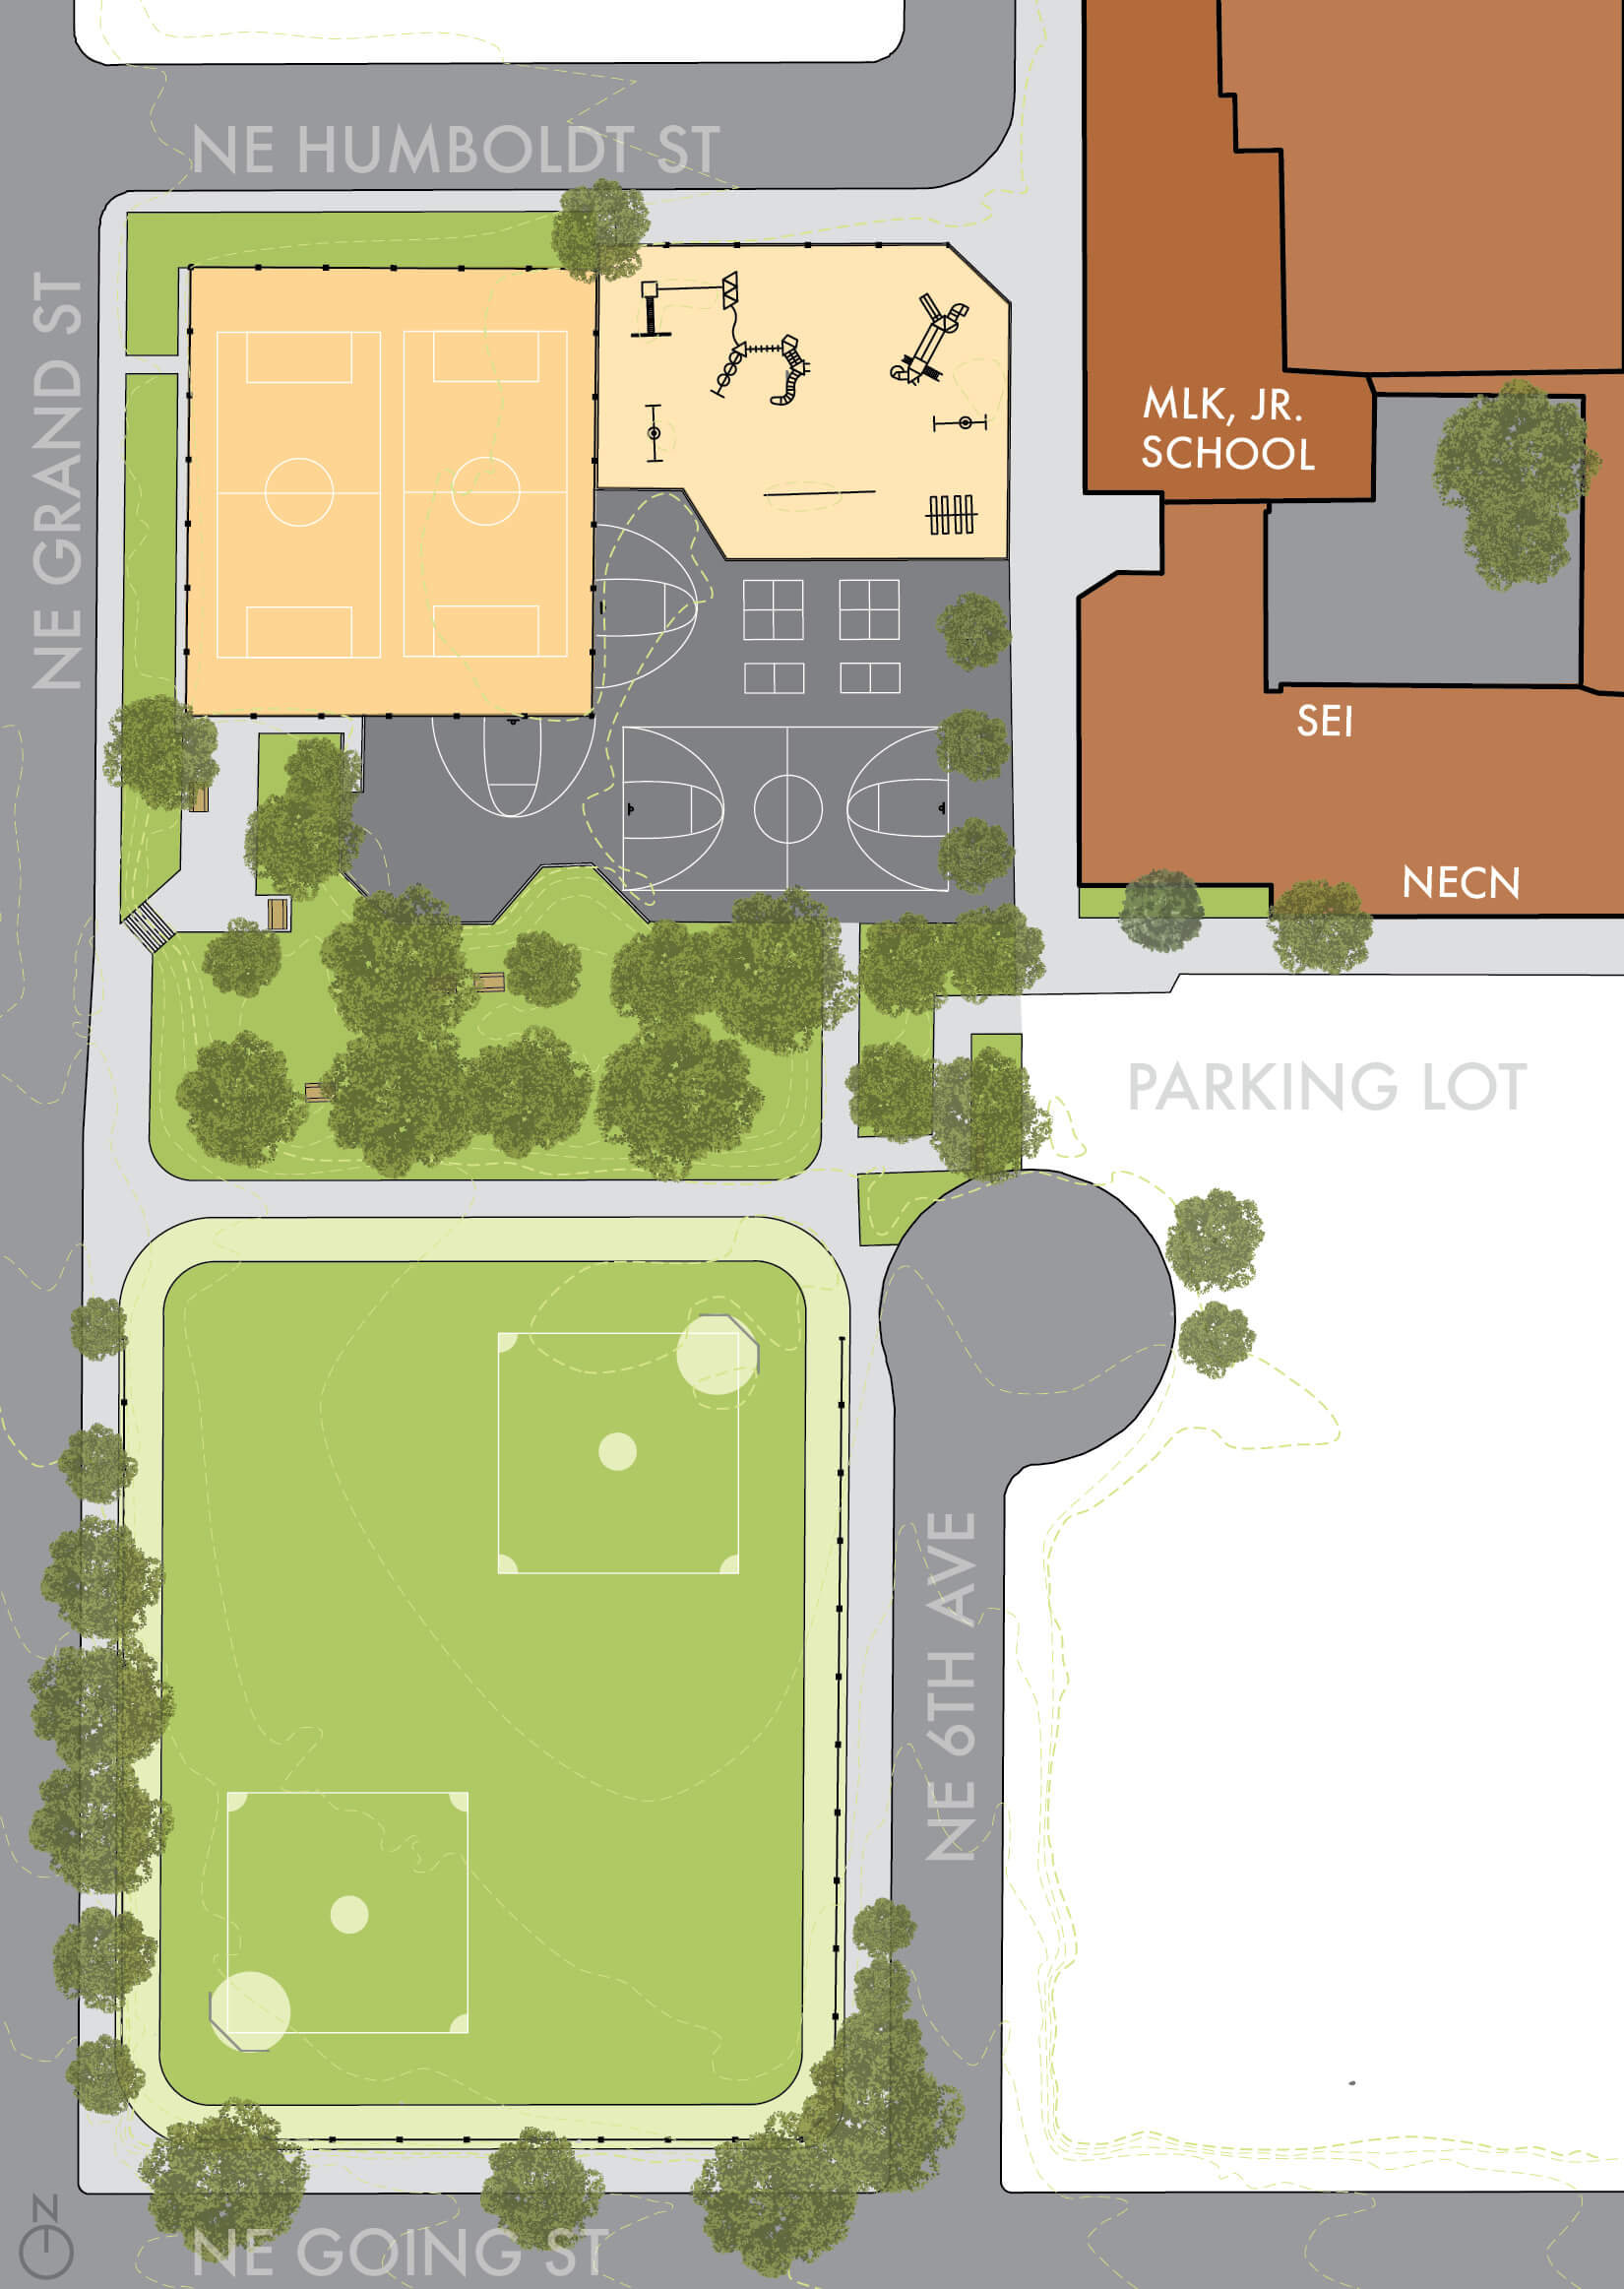 NE HUMBOLDT ST
NE GRAND ST
MLK, JR.
SCHOOL
SEI
NECN
PARKING LOT
NE 6TH AVE
N
NE GOING ST